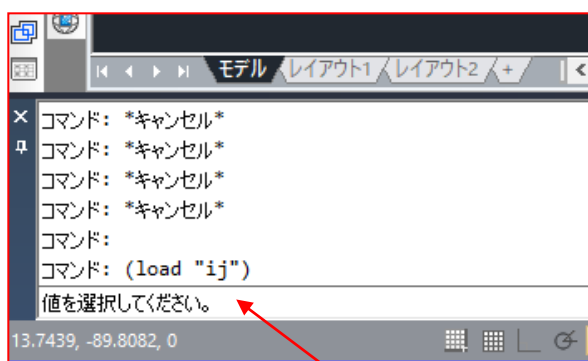 モデル レイアウト1 レイアウト2 +
コマンド: *キャンセル*
コマンド: *キャンセル*
コマンド: *キャンセル*
コマンド: *キャンセル*
コマンド:
コマンド: (load "ij")
値を選択してください。
13.7439, -89.8082, 0